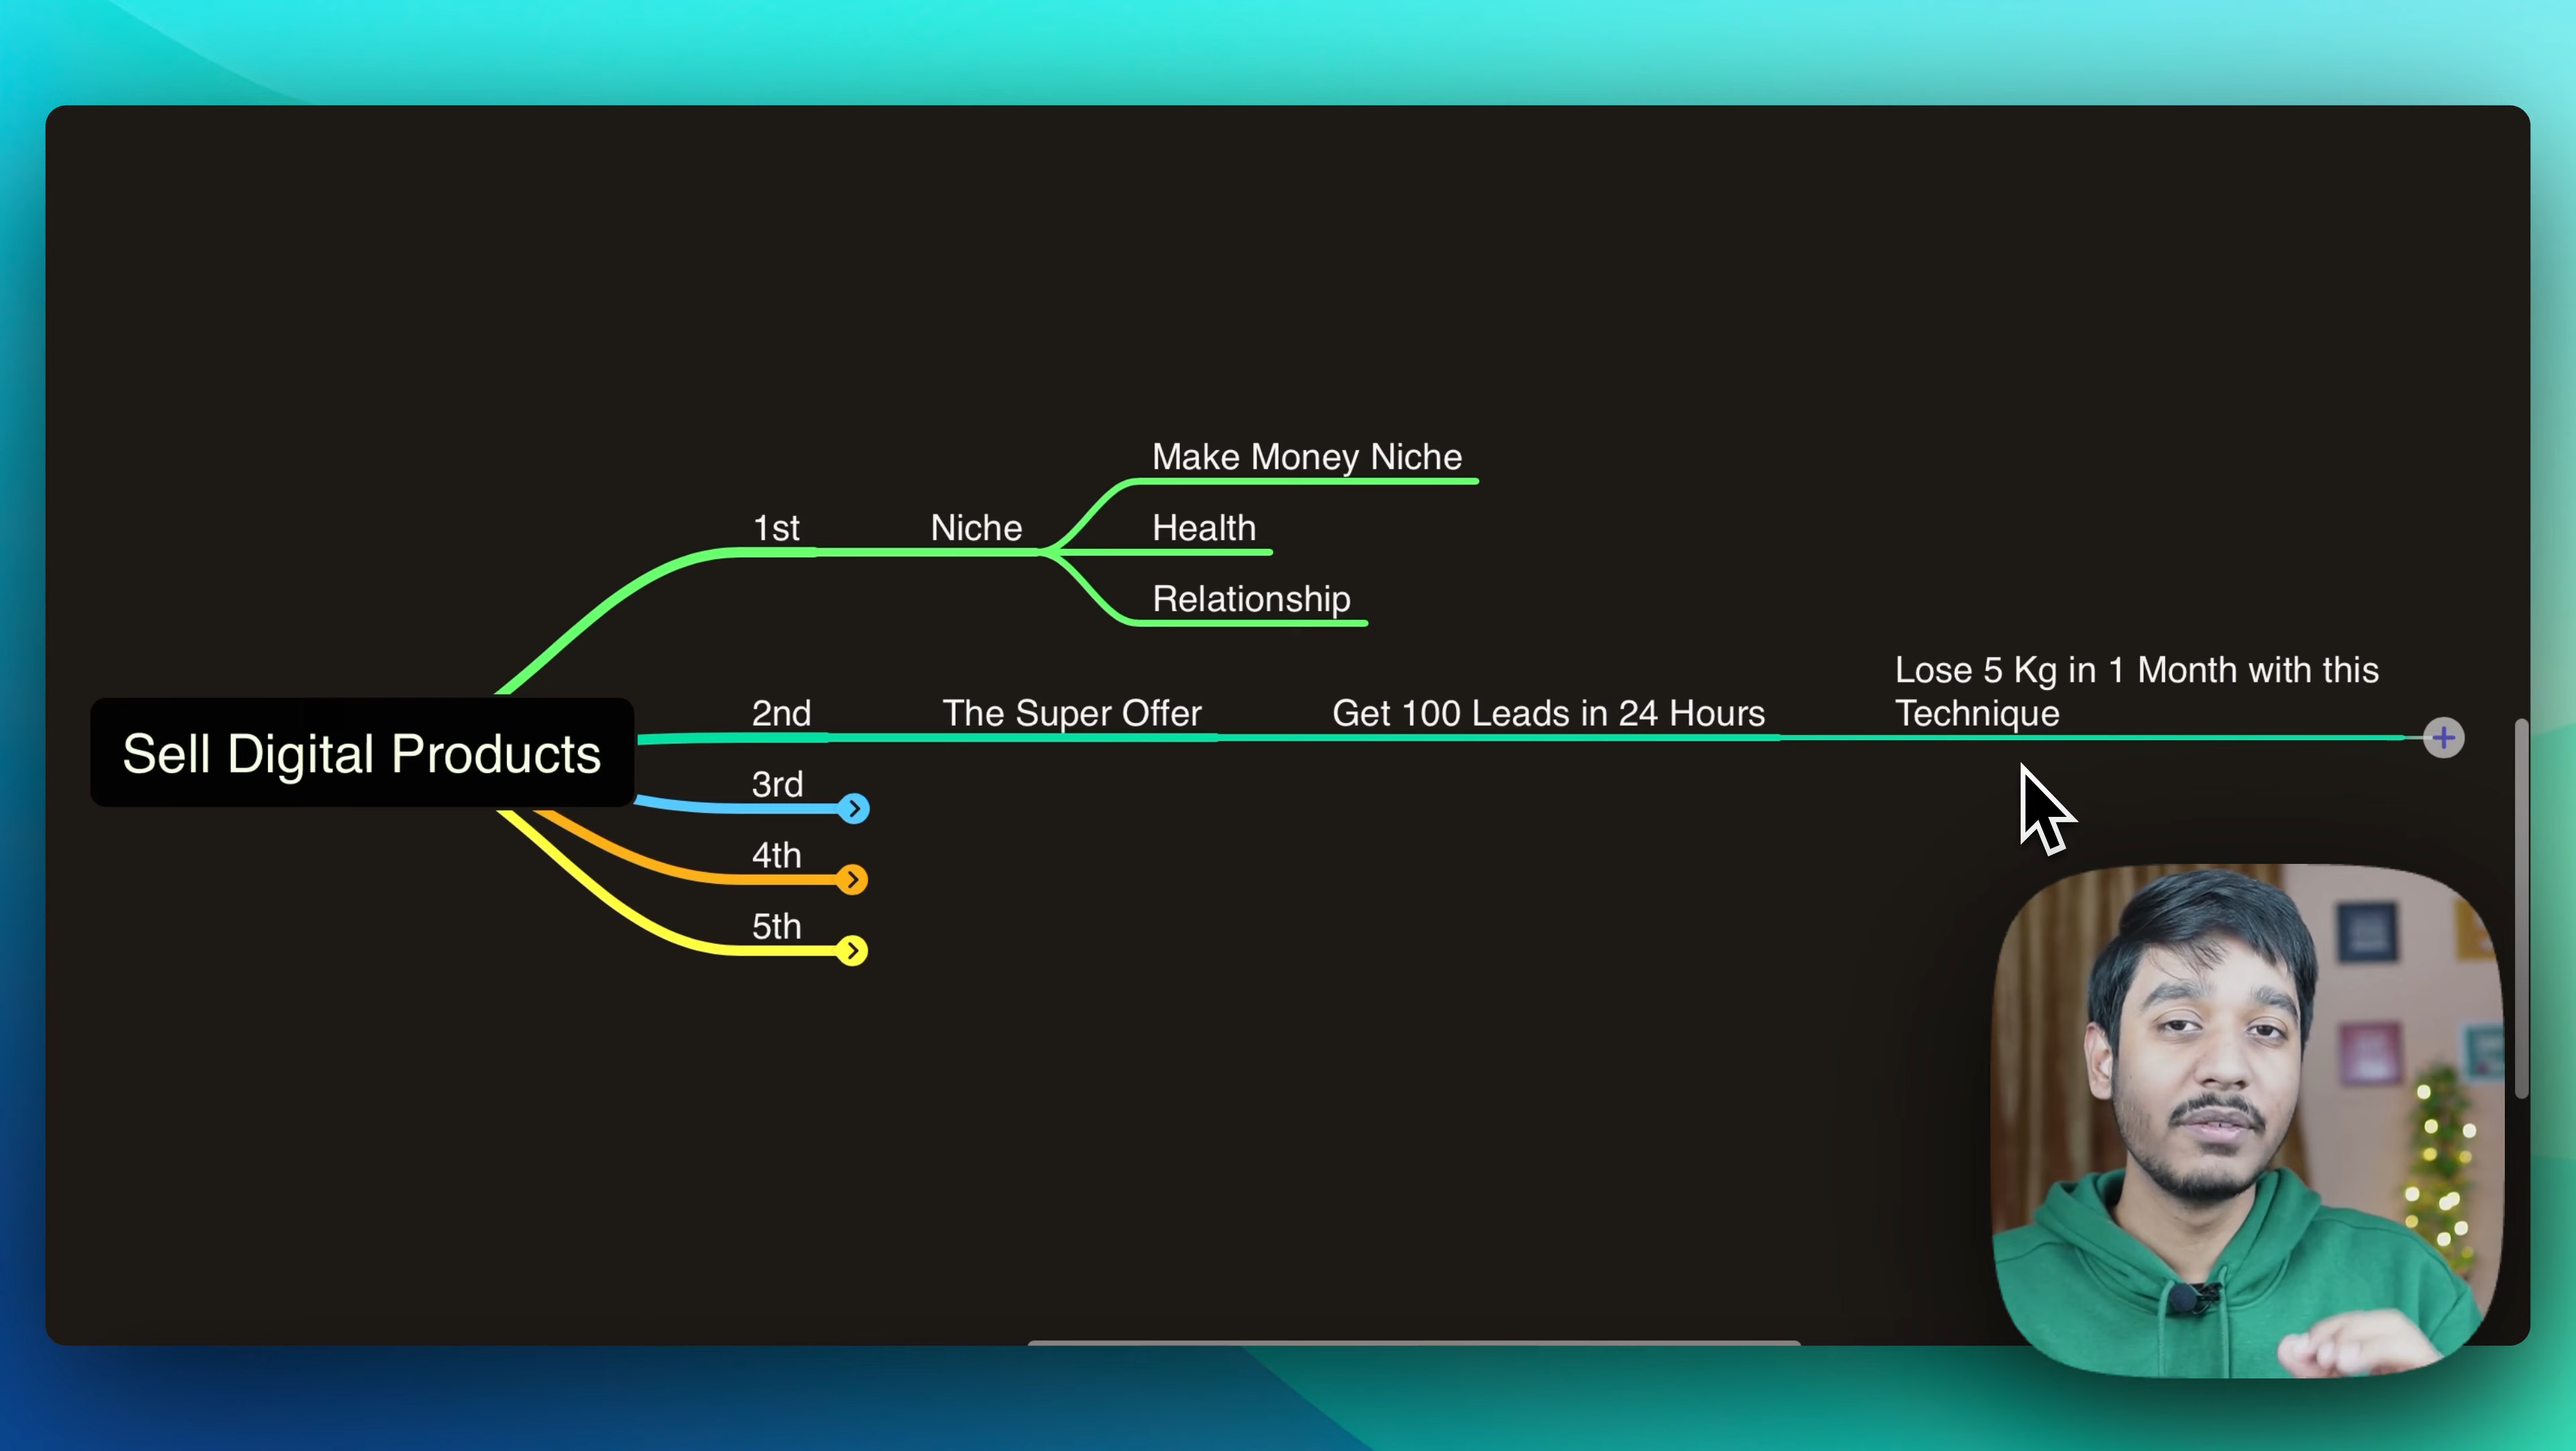 Make Money Niche
1st
Niche
Health
Relationship
Lose 5 Kg in 1 Month with this
Technique
2nd
The Super Offer
Get 100 Leads in 24 Hours
Sell Digital Products
3rd
4th
5th